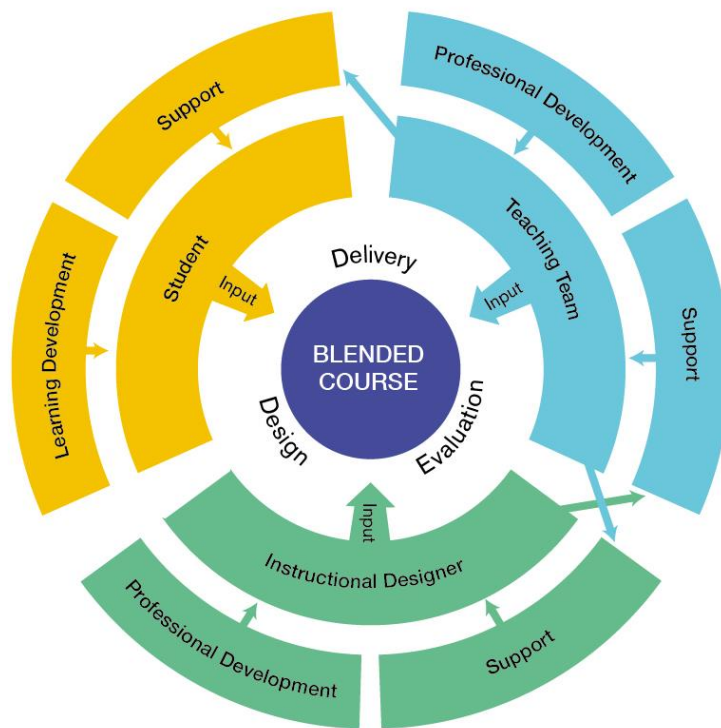 Support
Professional Development
Student
Teaching Team
Learning Development
Support
Input
Input
Delivery
BLENDED
COURSE
Design
Evaluation
Input
Instructional Designer
Professional Development
Support